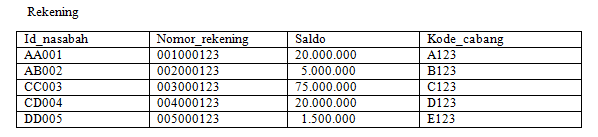 Rekening
Id_nasabah Nomor_rekening Saldo Kode_cabang
AA001 001000123 20.000.000 A123
AB002 002000123 5.000.000 B123
CC003 003000123 75.000.000 C123
CD004 004000123 20.000.000 D123
DD005 005000123 1.500.000 E123